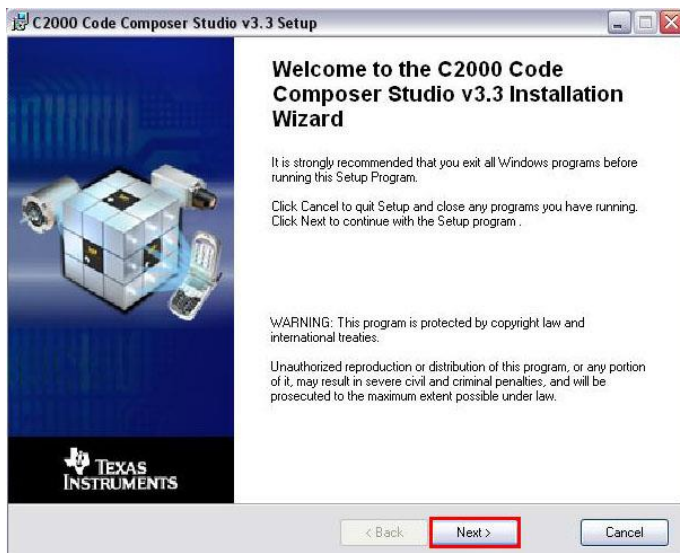 C2000 Code Composer Studio v3.3 Setup
Welcome to the C2000 Code
Composer Studio v3.3 Installation
Wizard
It is strongly recommended that you exit all Windows programs before
running this Setup Program.
Click Cancel to quit Setup and close any programs you have running.
Click Next to continue with the Setup program .
WARNING: This program is protected by copyright law and
international treaties.
Unauthorized reproduction or distribution of this program, or any portion
of it, may result in severe civil and criminal penalties, and will be
prosecuted to the maximum extent possible under law.
TEXAS
INSTRUMENTS
< Back
Next >
Cancel